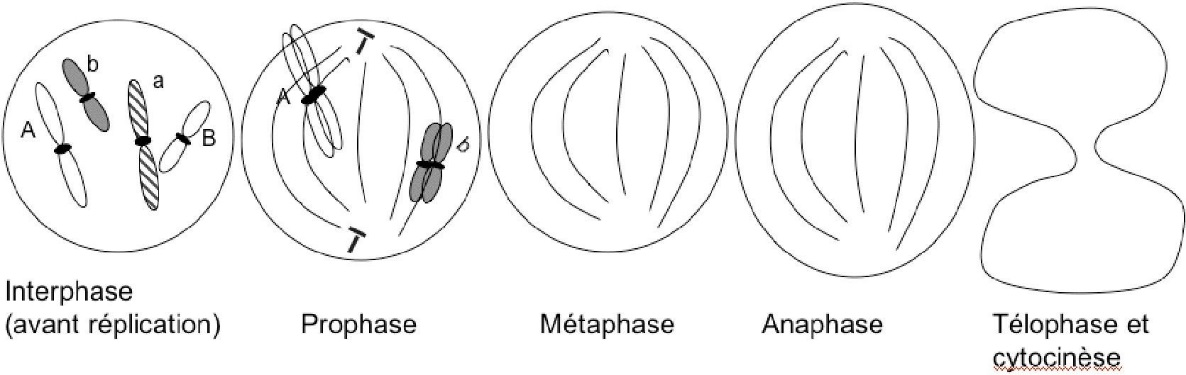 b
a
A
B
A
b
Interphase
(avant réplication)
Prophase
Métaphase
Anaphase
Télophase et
cytocinèse